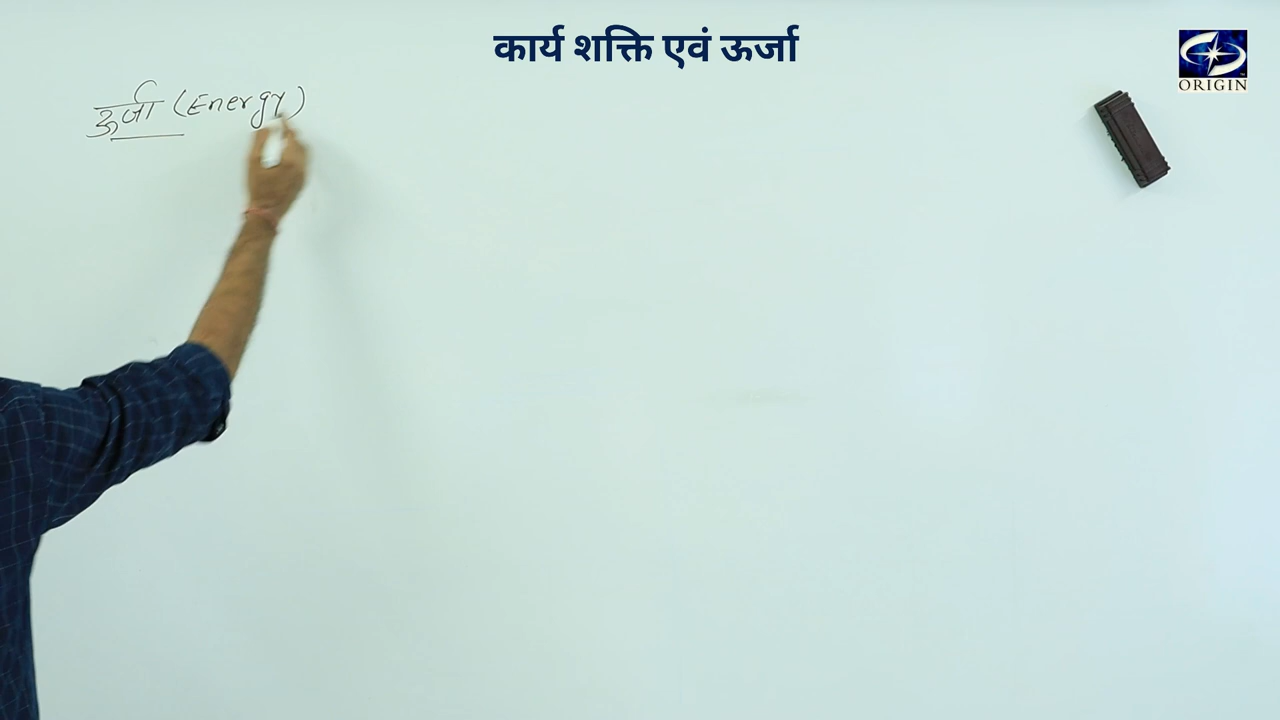 कार्य शक्ति एवं ऊर्जा
ORIGIN
ऊर्जा (Energy)